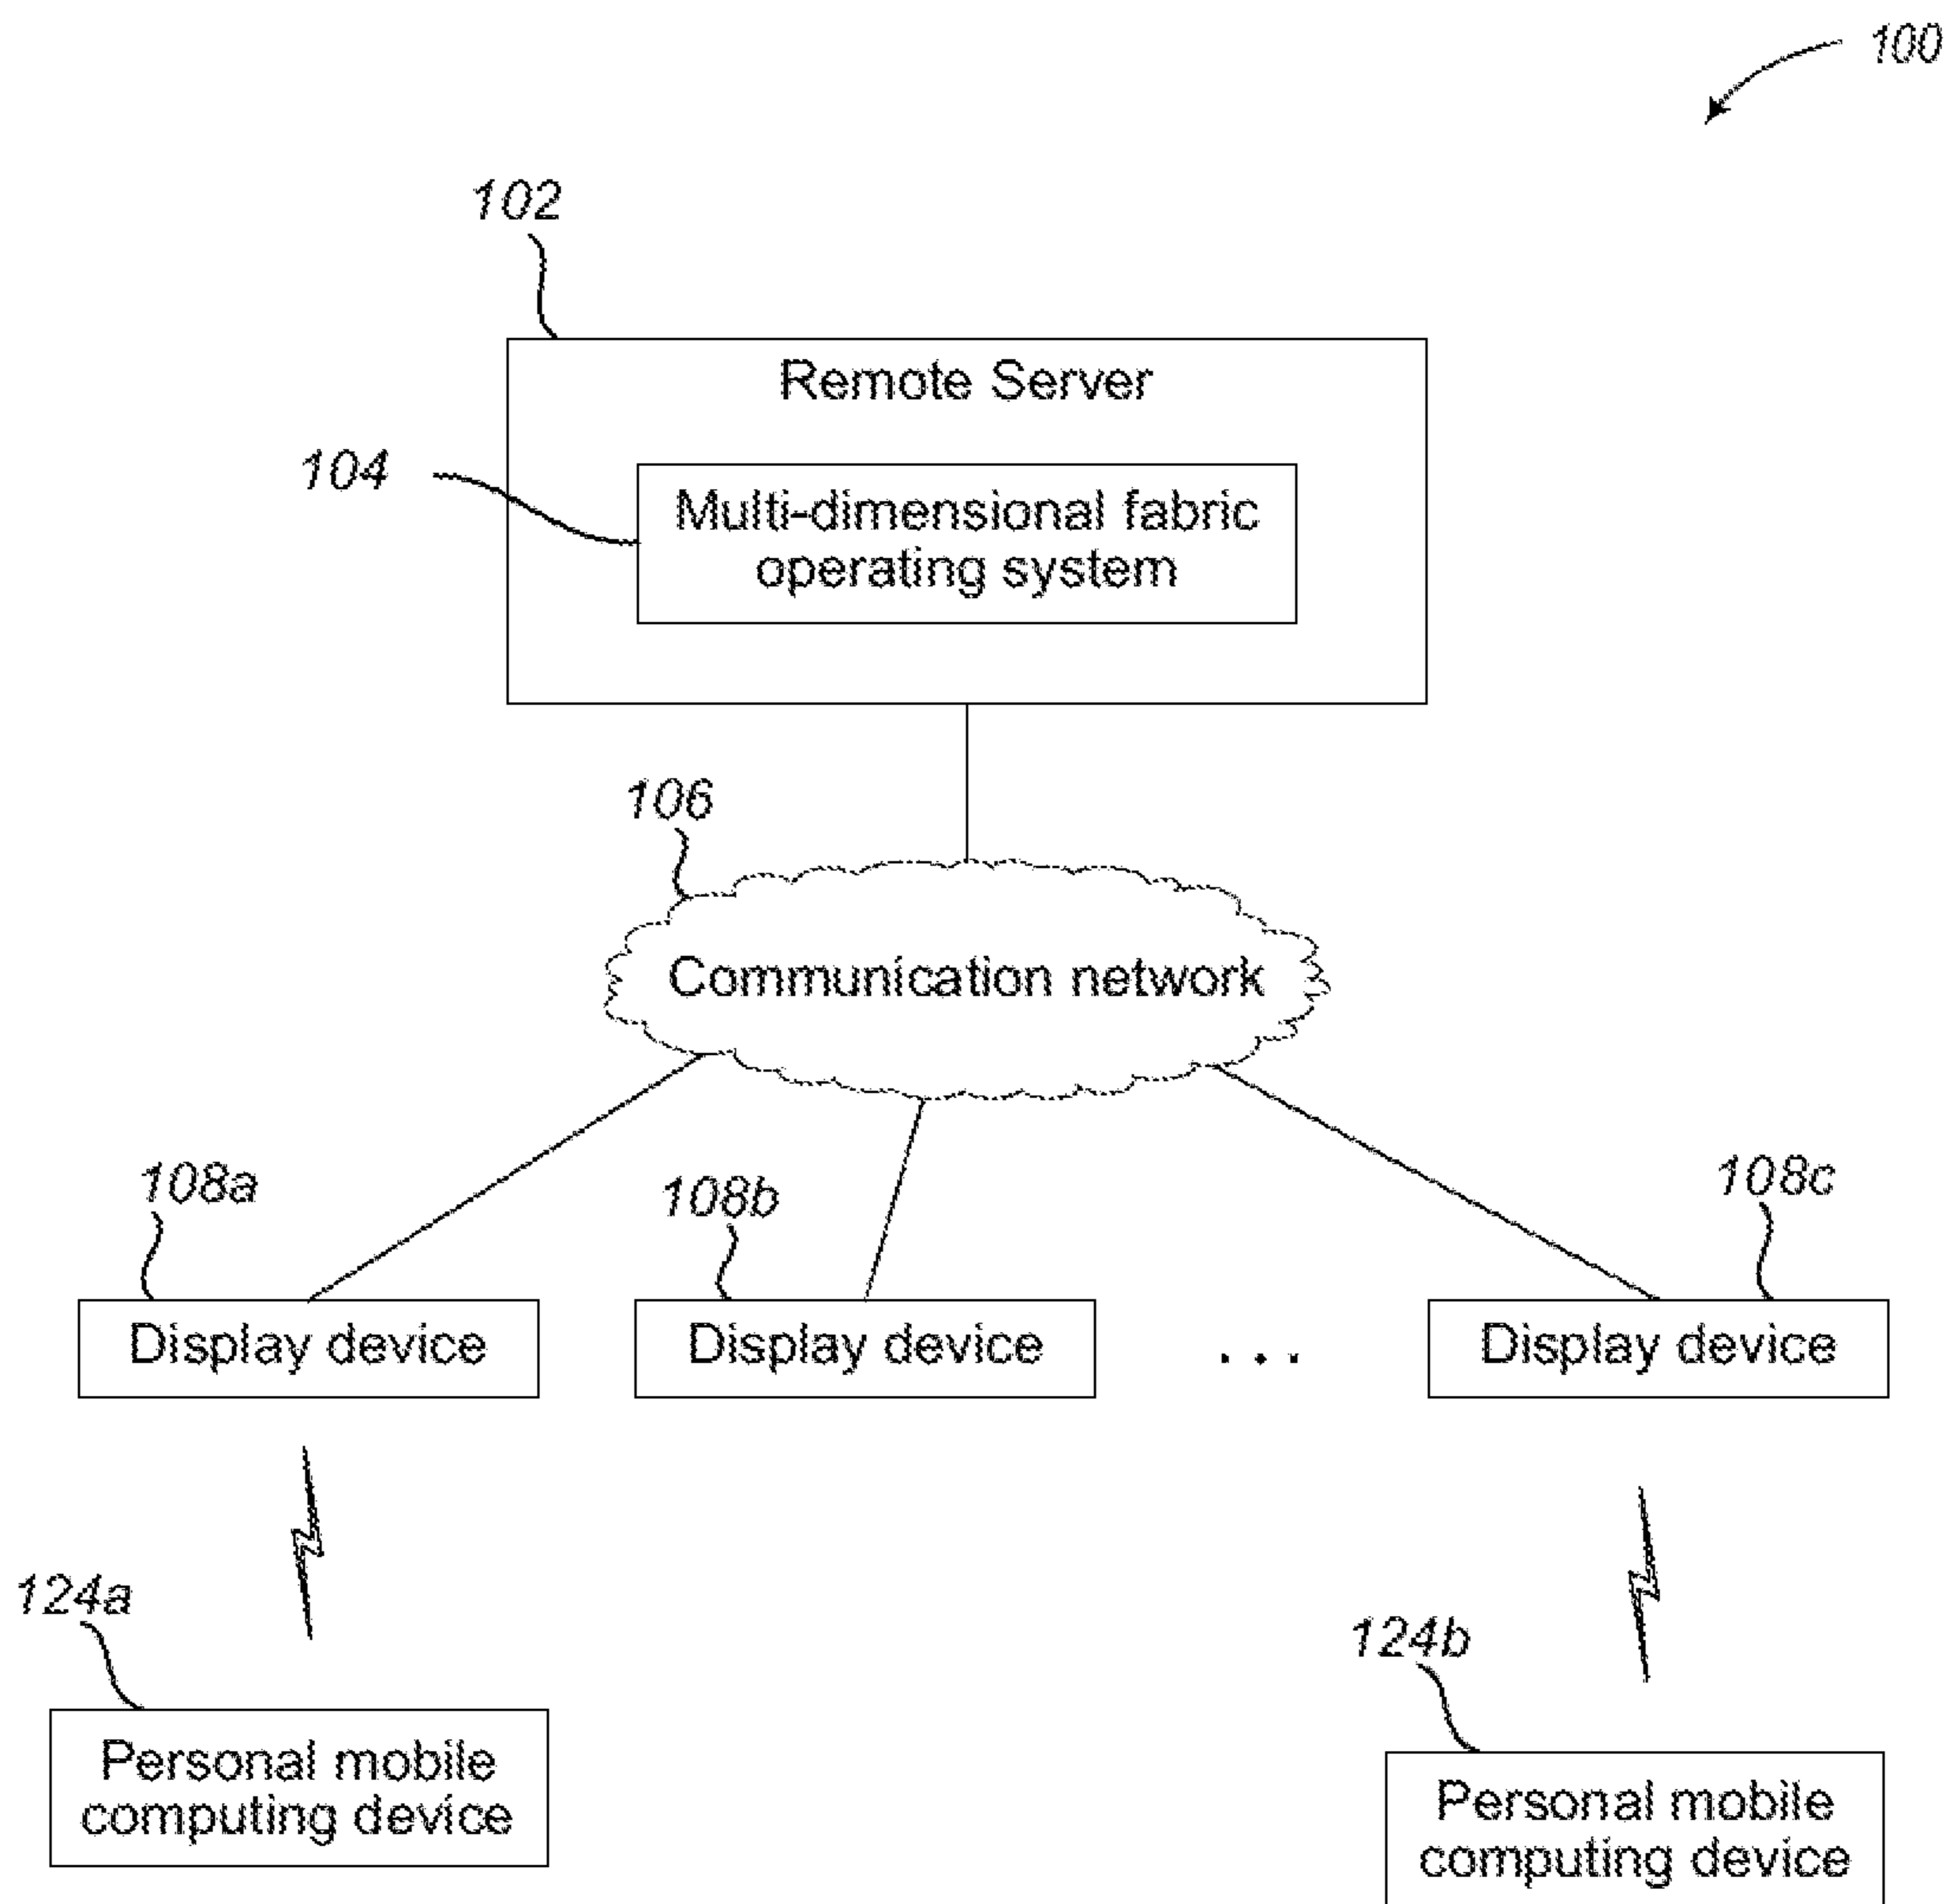 100
102
Remote Server
104
Multi-dimensional fabric
operating system
106
Communication network
108a
108b
108c
Display device
Display device
. . .
Display device
124a
124b
Personal mobile
computing device
Personal mobile
computing device